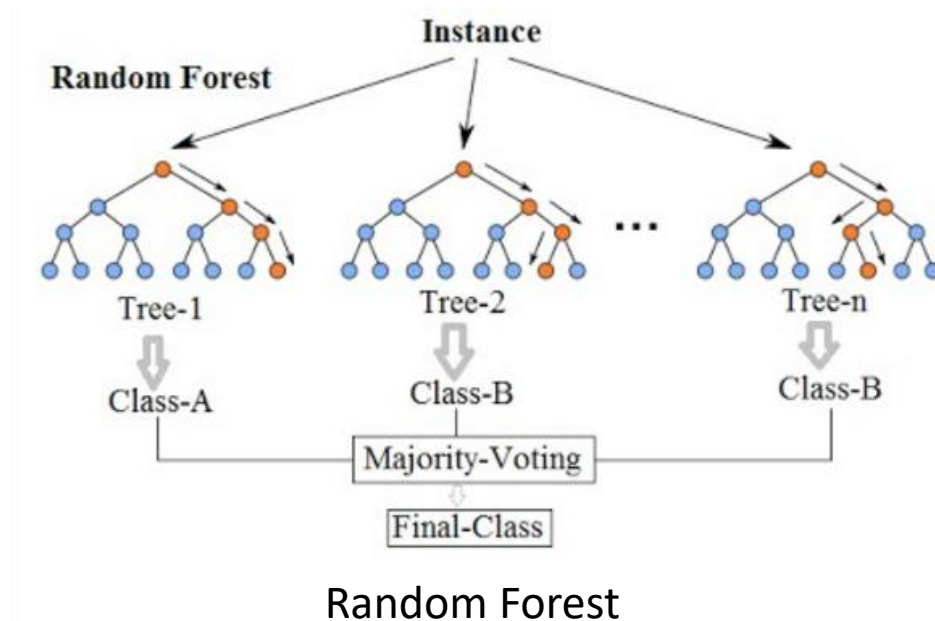 Instance
Random Forest
...
Tree-1
Tree-2
Tree-n
Class-A
Class-B
Class-B
Majority-Voting
Final-Class
Random Forest